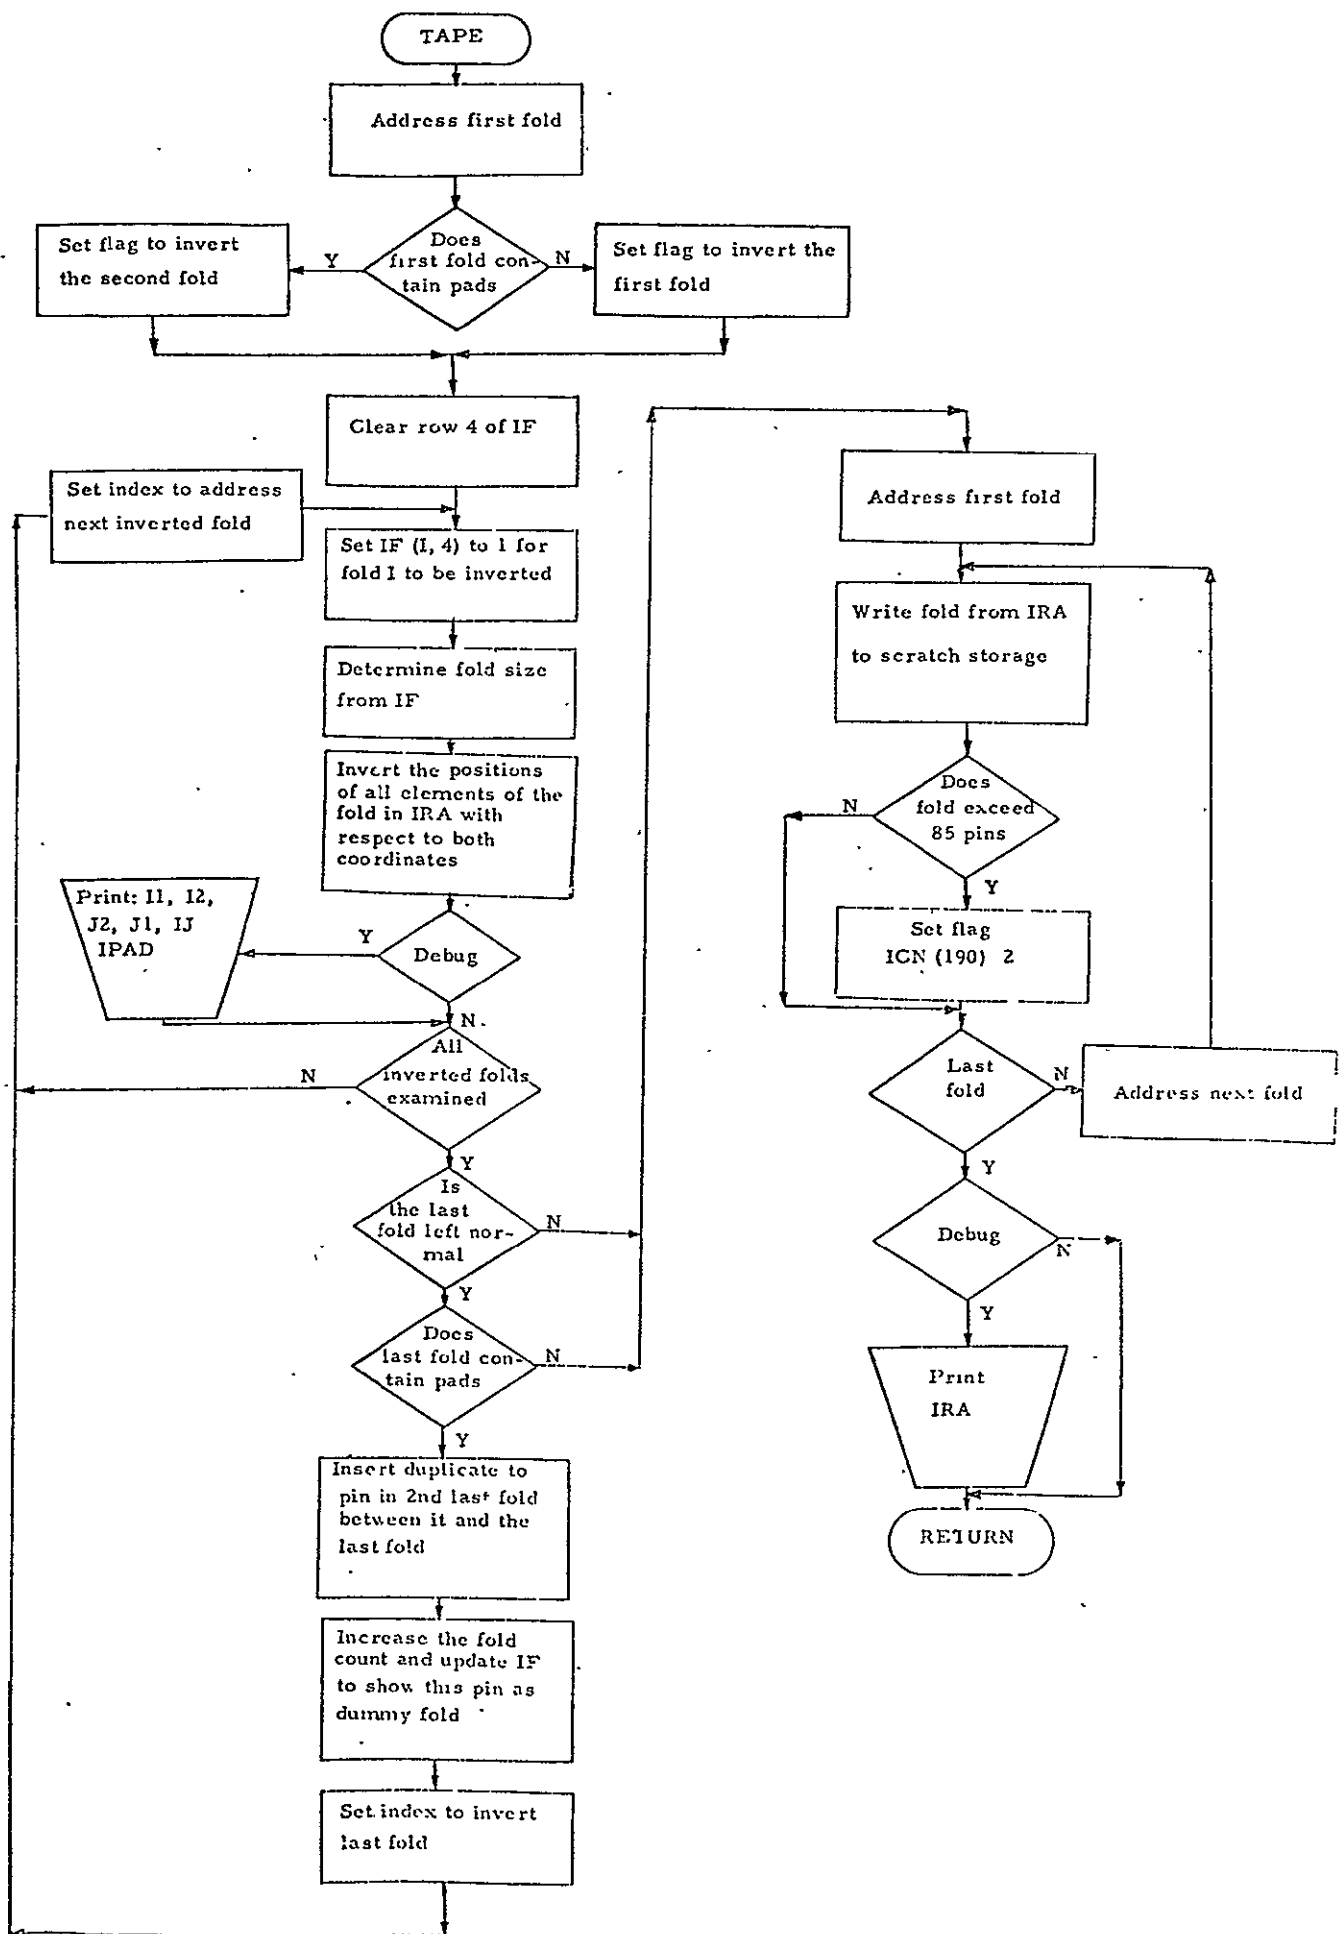 TAPE
Address first fold
Does
first fold con-
tain pads
Y
N
Set flag to invert
the second fold
Set flag to invert the
first fold
Clear row 4 of IF
Set index to address
next inverted fold
Set IF (I, 4) to 1 for
fold I to be inverted
Determine fold size
from IF
Invert the positions
of all elements of the
fold in IRA with
respect to both
coordinates
Print: I1, I2,
J2, J1, IJ
IPAD
Y
Debug
N
All
inverted folds
examined
N
Y
Is
the last
fold left nor-
mal
N
Y
Does
last fold con-
tain pads
N
Y
Insert duplicate to
pin in 2nd last fold
between it and the
last fold
Increase the fold
count and update IF
to show this pin as
dummy fold
Set index to invert
last fold
Address first fold
Write fold from IRA
to scratch storage
Does
fold exceed
85 pins
N
Y
Set flag
ICN (190) 2
Last
fold
N
Address next fold
Y
Debug
N
Y
Print
IRA
RETURN